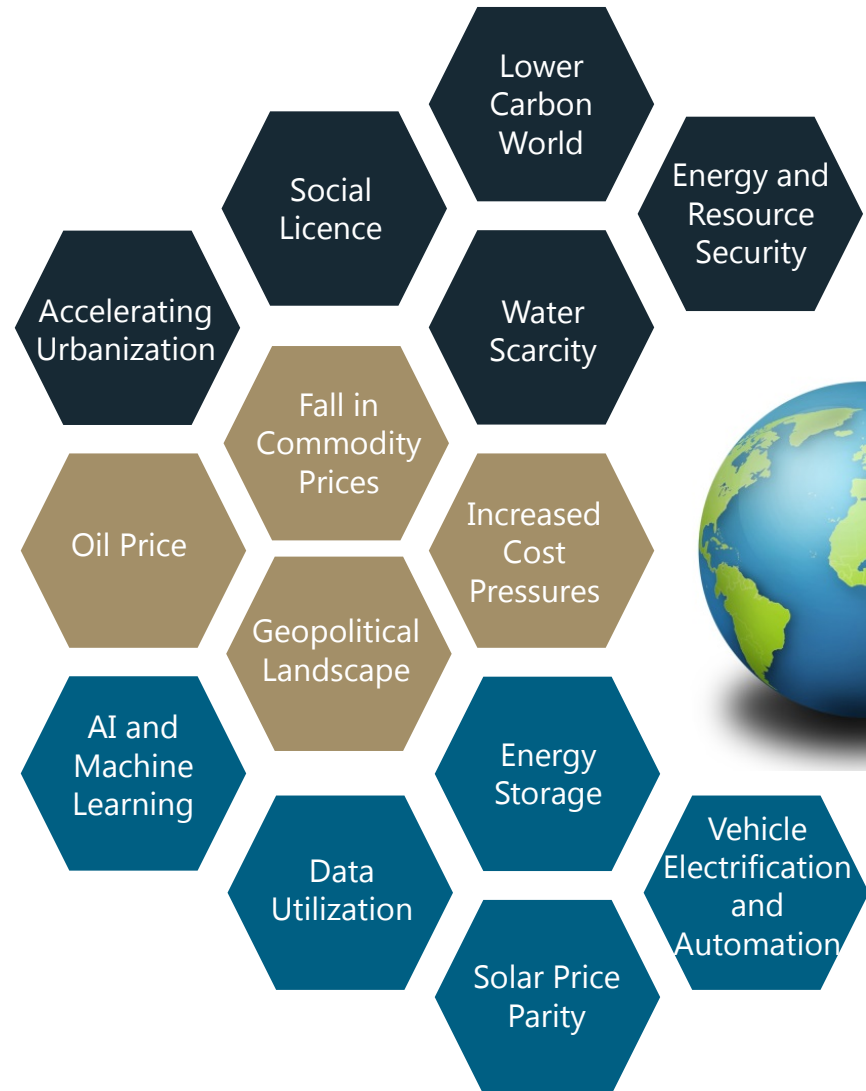 Lower
Carbon
World
Social
Licence
Energy and
Resource
Security
Accelerating
Urbanization
Water
Scarcity
Fall in
Commodity
Prices
Oil Price
Increased
Cost
Pressures
Geopolitical
Landscape
AI and
Machine
Learning
Energy
Storage
Data
Utilization
Vehicle
Electrification
and
Automation
Solar Price
Parity